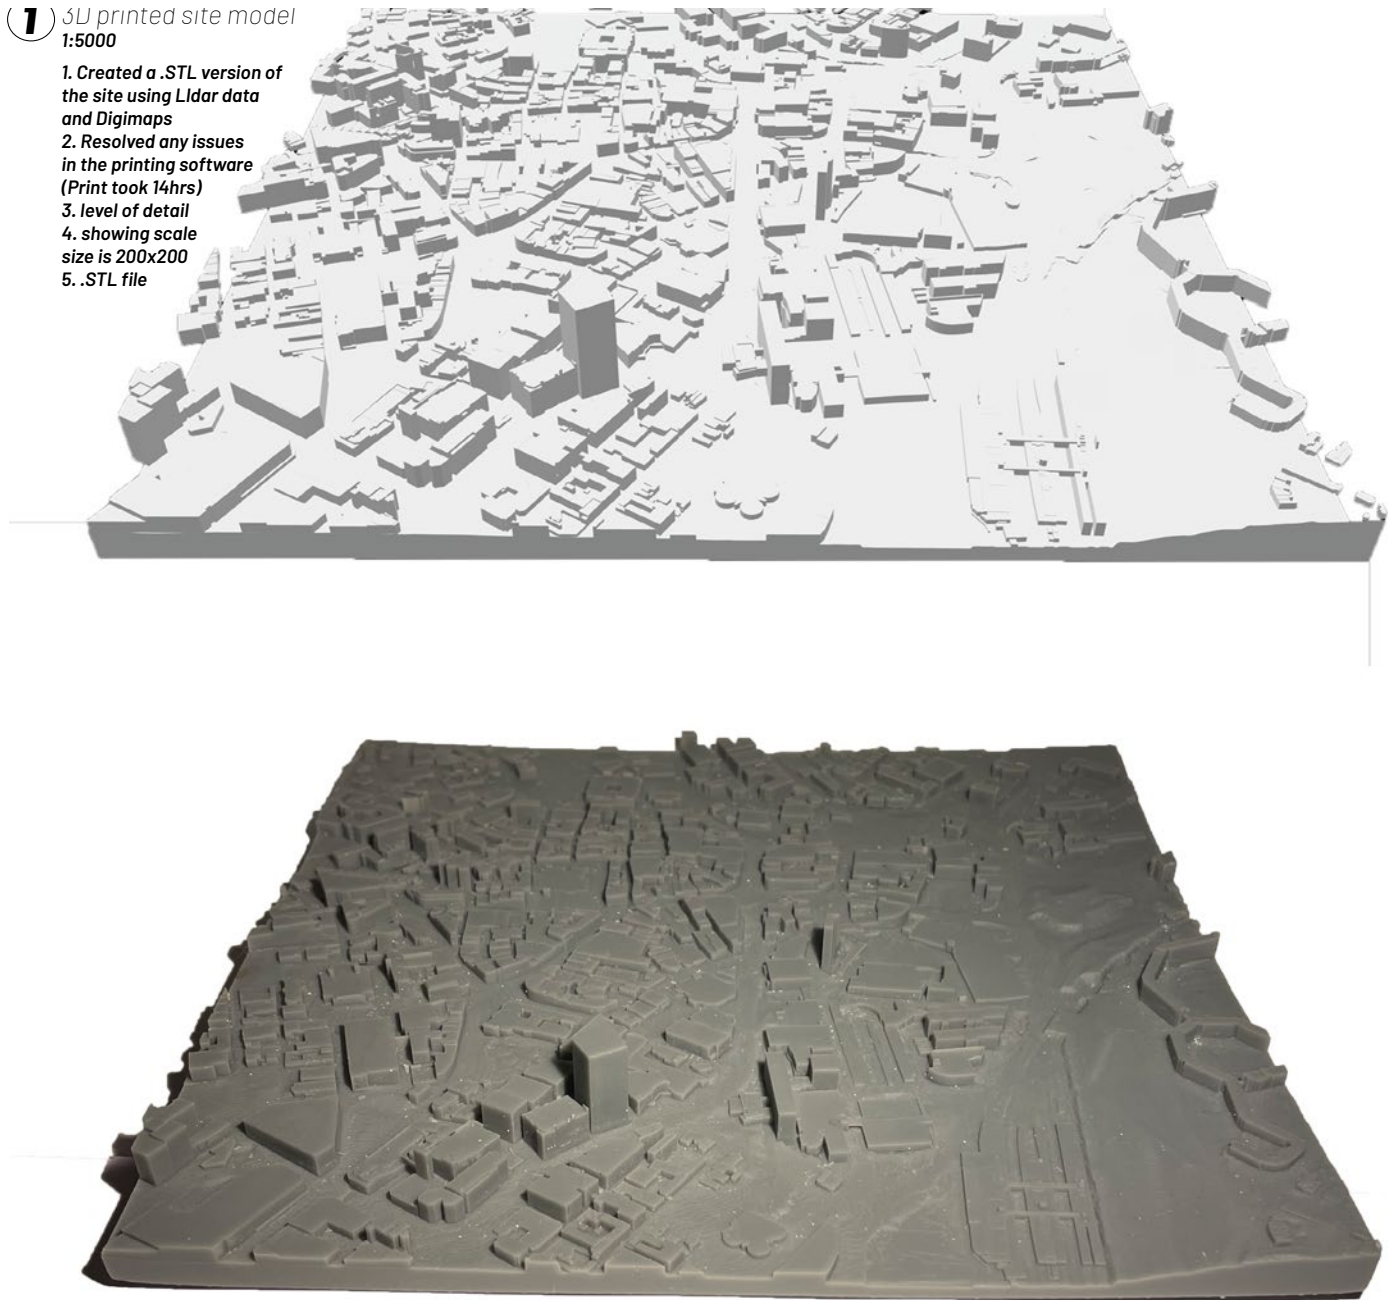 1
3D printed site model
1:5000
1. Created a .STL version of
the site using LIdar data
and Digimaps
2. Resolved any issues
in the printing software
(Print took 14hrs)
3. level of detail
4. showing scale
size is 200x200
5. .STL file